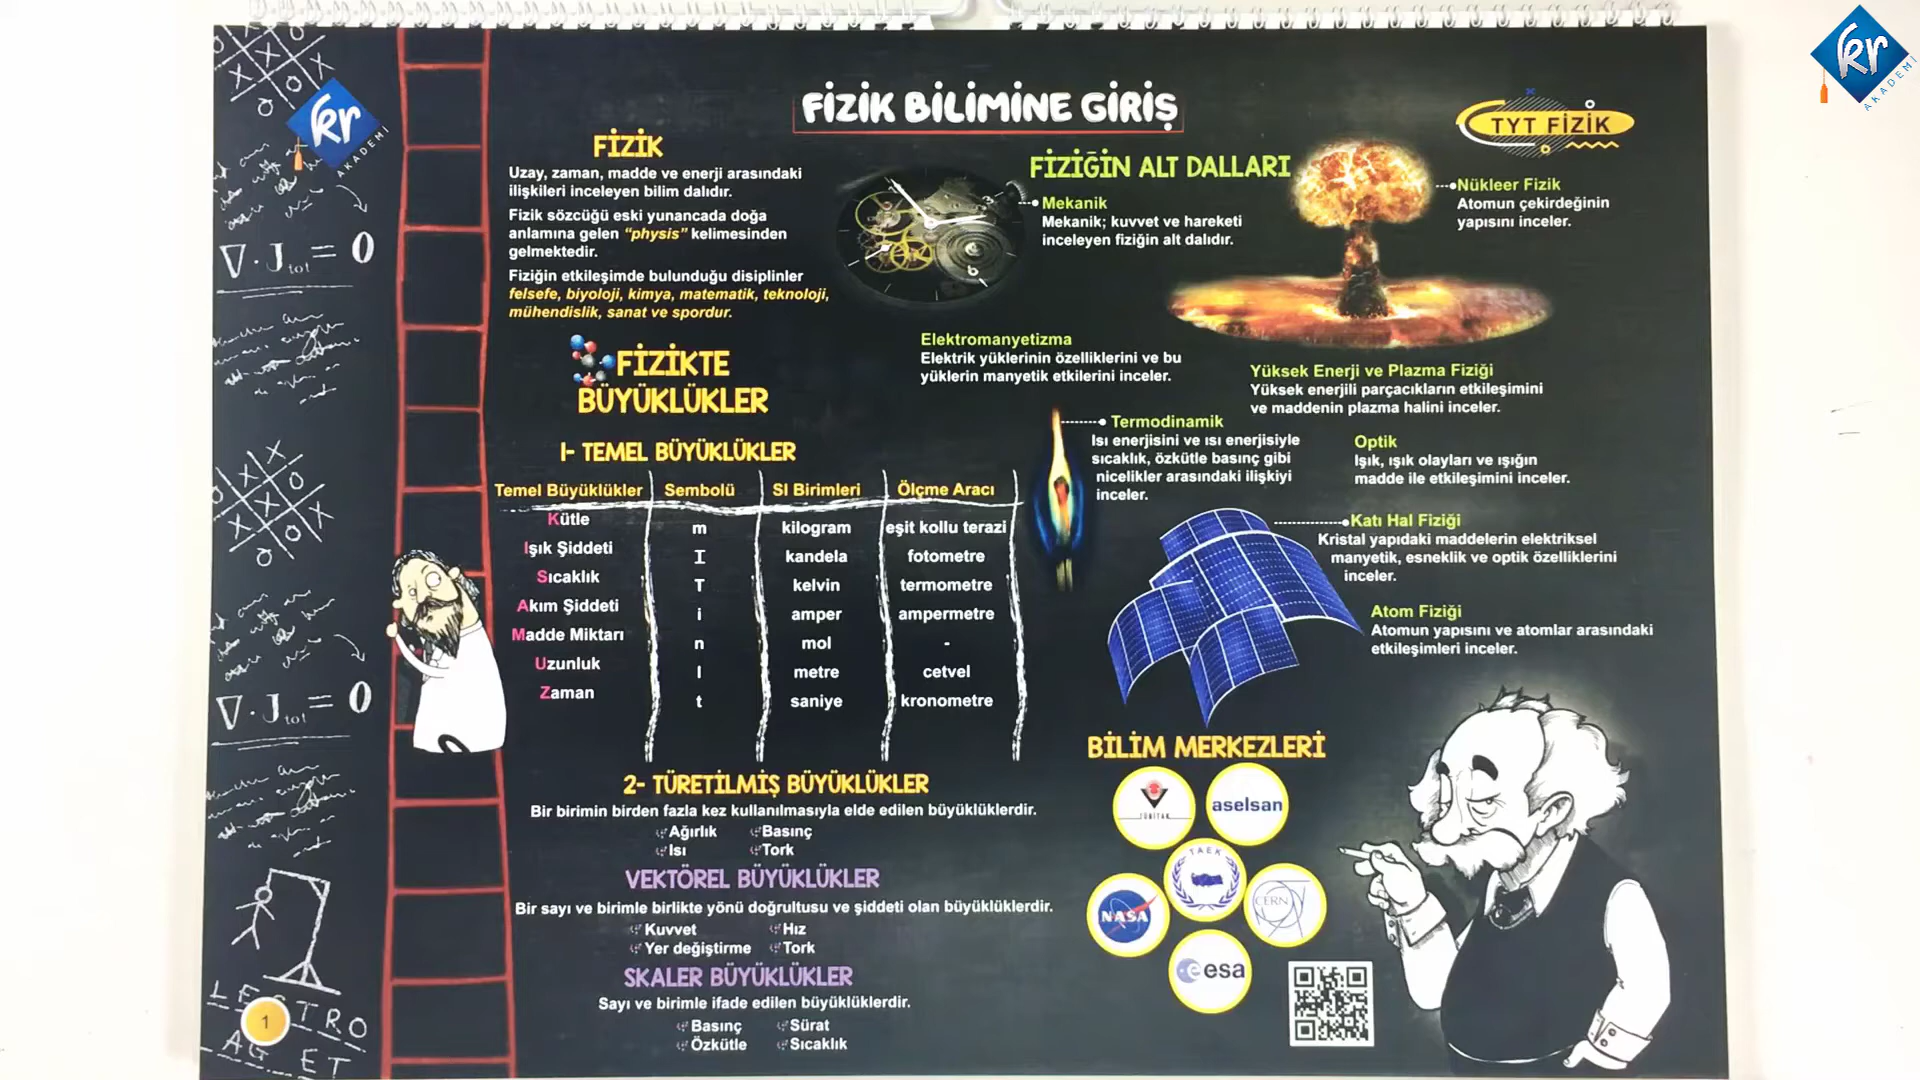 kr
AKADEMİ
kr
AKADEMİ
FİZİK BİLİMİNE GİRİŞ
TYT FİZİK
FİZİK
Uzay, zaman, madde ve enerji arasındaki
ilişkileri inceleyen bilim dalıdır.
Fizik sözcüğü eski yunancada doğa
anlamına gelen "physis" kelimesinden
gelmektedir.
Fiziğin etkileşimde bulunduğu disiplinler
felsefe, biyoloji, kimya, matematik, teknoloji,
mühendislik, sanat ve spordur.
FİZİĞİN ALT DALLARI
Mekanik
Mekanik; kuvvet ve hareketi
inceleyen fiziğin alt dalıdır.
Nükleer Fizik
Atomun çekirdeğinin
yapısını inceler.
Elektromanyetizma
Elektrik yüklerinin özelliklerini ve bu
yüklerin manyetik etkilerini inceler.
Yüksek Enerji ve Plazma Fiziği
Yüksek enerjili parçacıkların etkileşimini
ve maddenin plazma halini inceler.
Termodinamik
Isı enerjisini ve ısı enerjisiyle
sıcaklık, özkütle basınç gibi
nicelikler arasındaki ilişkiyi
inceler.
Optik
Işık, ışık olayları ve ışığın
madde ile etkileşimini inceler.
Katı Hal Fiziği
Kristal yapıdaki maddelerin elektriksel
manyetik, esneklik ve optik özelliklerini
inceler.
Atom Fiziği
Atomun yapısını ve atomlar arasındaki
etkileşimleri inceler.
FİZİKTE
BÜYÜKLÜKLER
1- TEMEL BÜYÜKLÜKLER
Temel Büyüklükler Sembolü SI Birimleri Ölçme Aracı
Kütle m kilogram eşit kollu terazi
Işık Şiddeti I kandela fotometre
Sıcaklık T kelvin termometre
Akım Şiddeti i amper ampermetre
Madde Miktarı n mol -
Uzunluk l metre cetvel
Zaman t saniye kronometre
2- TÜRETİLMİŞ BÜYÜKLÜKLER
Bir birimin birden fazla kez kullanılmasıyla elde edilen büyüklüklerdir.
Ağırlık Basınç
Isı Tork
VEKTÖREL BÜYÜKLÜKLER
Bir sayı ve birimle birlikte yönü doğrultusu ve şiddeti olan büyüklüklerdir.
Kuvvet Hız
Yer değiştirme Tork
SKALER BÜYÜKLÜKLER
Sayı ve birimle ifade edilen büyüklüklerdir.
Basınç Sürat
Özkütle Sıcaklık
BİLİM MERKEZLERİ
TÜBİTAK
aselsan
TAEK
NASA
CERN
esa
∇·J tot = 0
∇·J tot = 0
L E T R O
A G E T
1